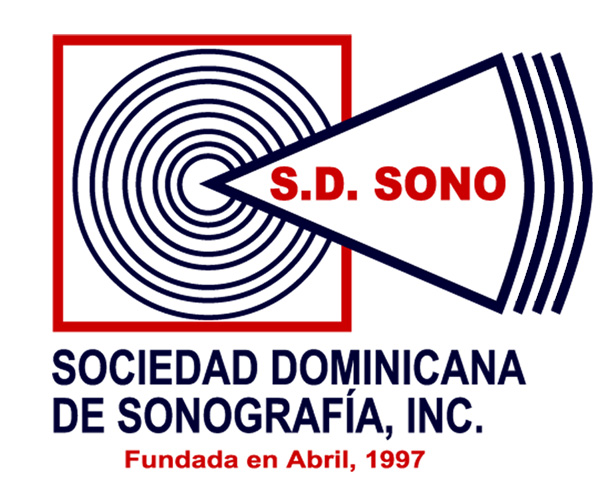 S.D. SONO
SOCIEDAD DOMINICANA
DE SONOGRAFÍA, INC.
Fundada en Abril, 1997